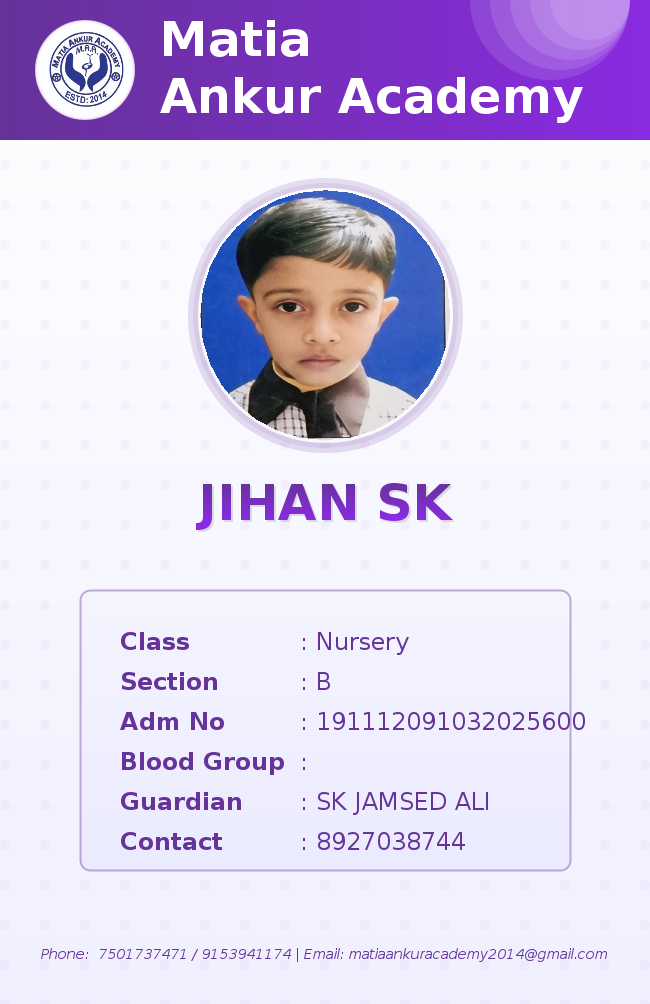 MATIA ANKUR ACADEMY
M.A.A
ESTD: 2014
Matia
Ankur Academy
JIHAN SK
Class : Nursery
Section : B
Adm No : 191112091032025600
Blood Group :
Guardian : SK JAMSED ALI
Contact : 8927038744
Phone: 7501737471 / 9153941174 | Email: matiaankuracademy2014@gmail.com